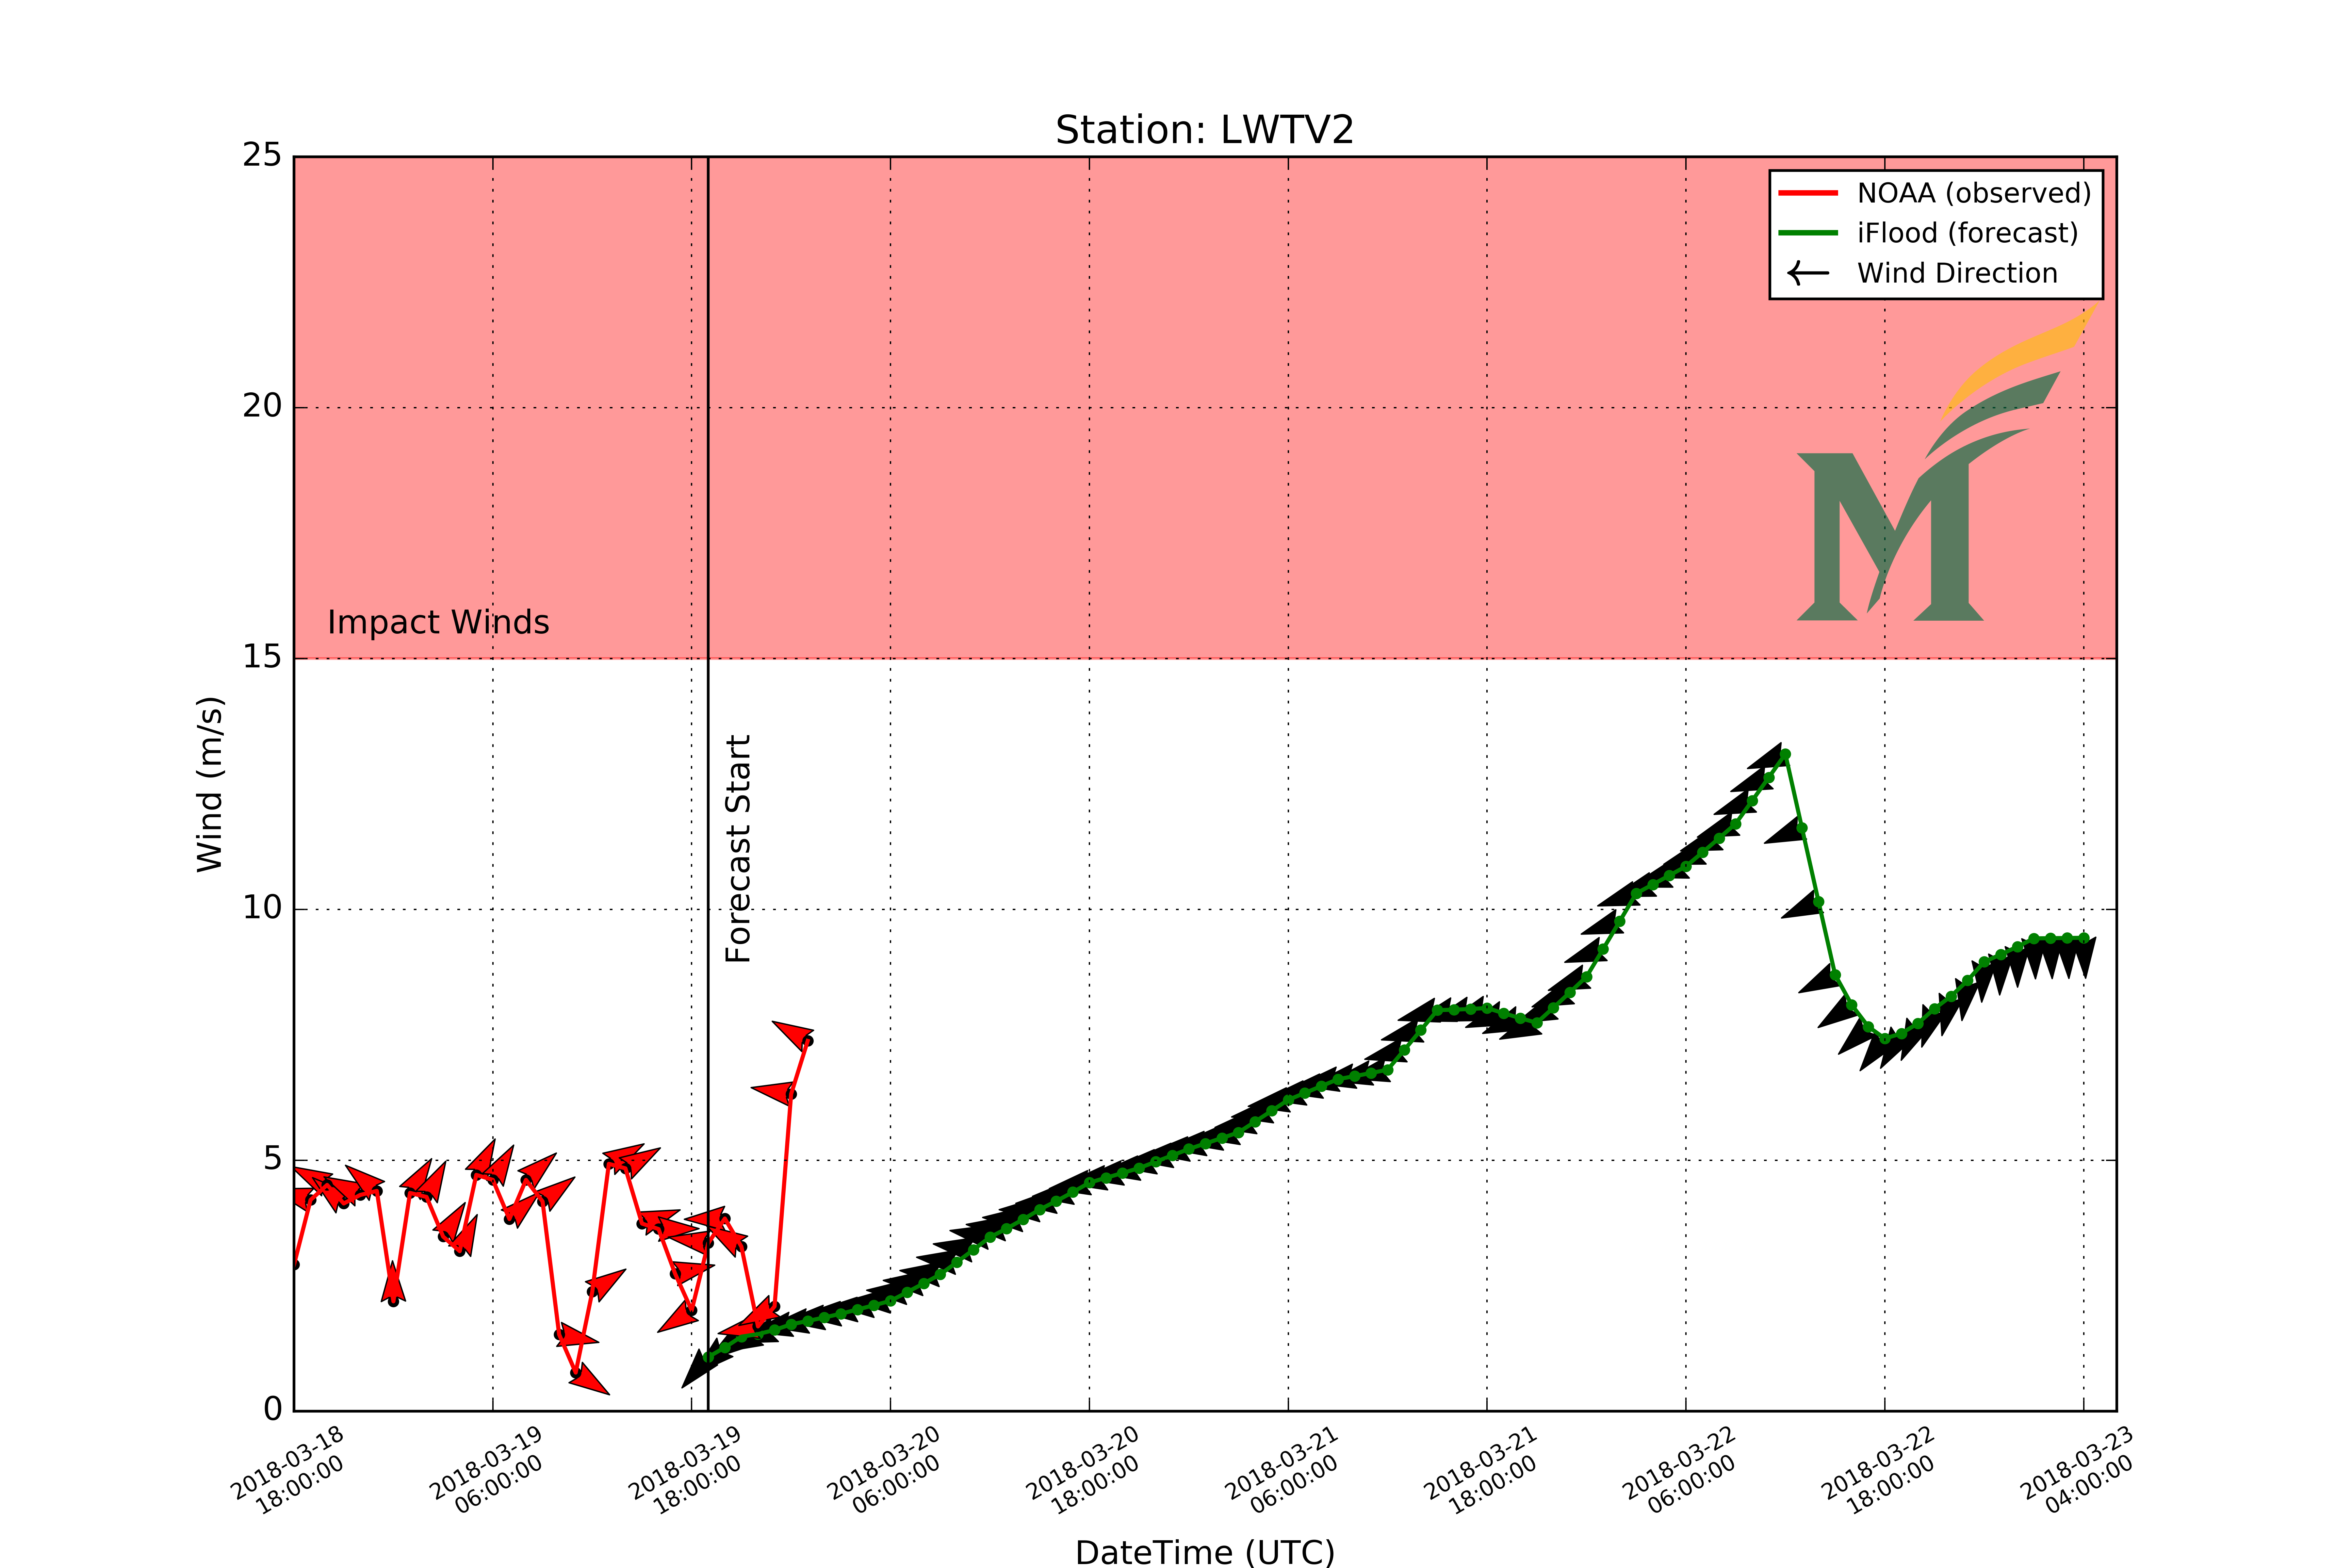 Station: LWTV2
25
20
15
10
5
0
Wind (m/s)
NOAA (observed)
iFlood (forecast)
Wind Direction
M
Impact Winds
Forecast Start
2018-03-18
18:00:00
2018-03-19
06:00:00
2018-03-19
18:00:00
2018-03-20
06:00:00
2018-03-20
18:00:00
2018-03-21
06:00:00
2018-03-21
18:00:00
2018-03-22
06:00:00
2018-03-22
18:00:00
2018-03-23
04:00:00
DateTime (UTC)